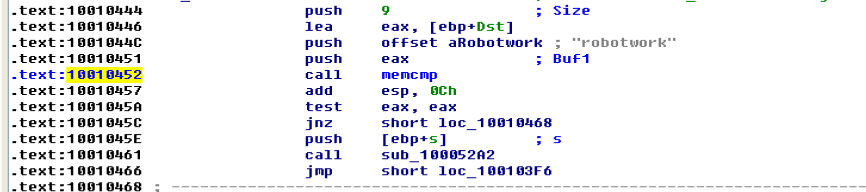 .text:10010444 push 9 ; Size
.text:10010446 lea eax, [ebp+Dst]
.text:1001044C push offset aRobotwork ; "robotwork"
.text:10010451 push eax ; Buf1
.text:10010452 call memcmp
.text:10010457 add esp, 0Ch
.text:1001045A test eax, eax
.text:1001045C jnz short loc_10010468
.text:1001045E push [ebp+s] ; s
.text:10010461 call sub_100052A2
.text:10010466 jmp short loc_100103F6
.text:10010468 ; ---------------------------------------------------------------------------